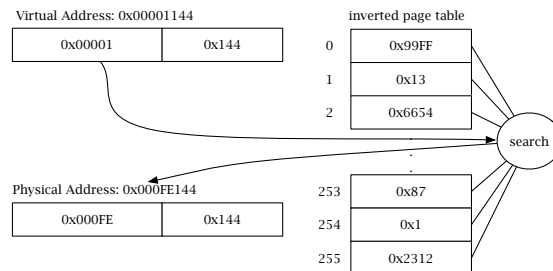 Virtual Address: 0x00001144
0x00001 0x144
inverted page table
0 0x99FF
1 0x13
2 0x6654
.
.
.
search
Physical Address: 0x000FE144
0x000FE 0x144
253 0x87
254 0x1
255 0x2312